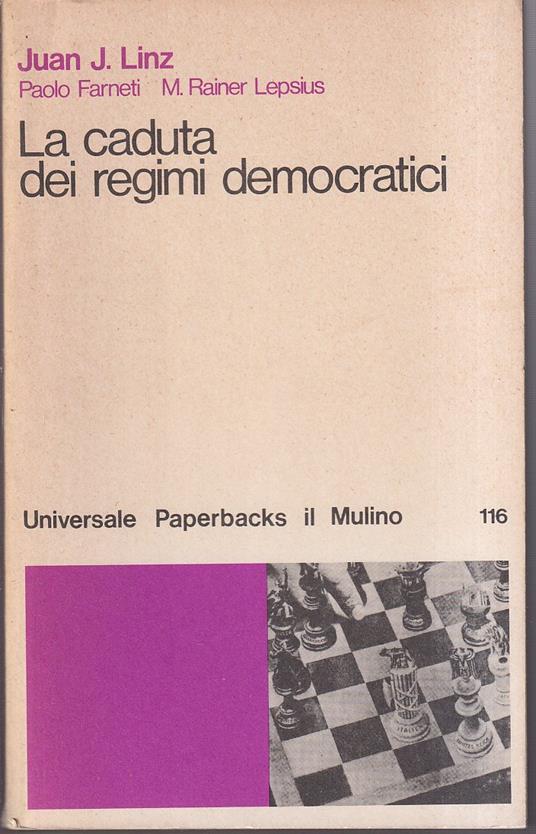 Juan J. Linz
Paolo Farneti M. Rainer Lepsius
La caduta
dei regimi democratici
Universale Paperbacks il Mulino 116